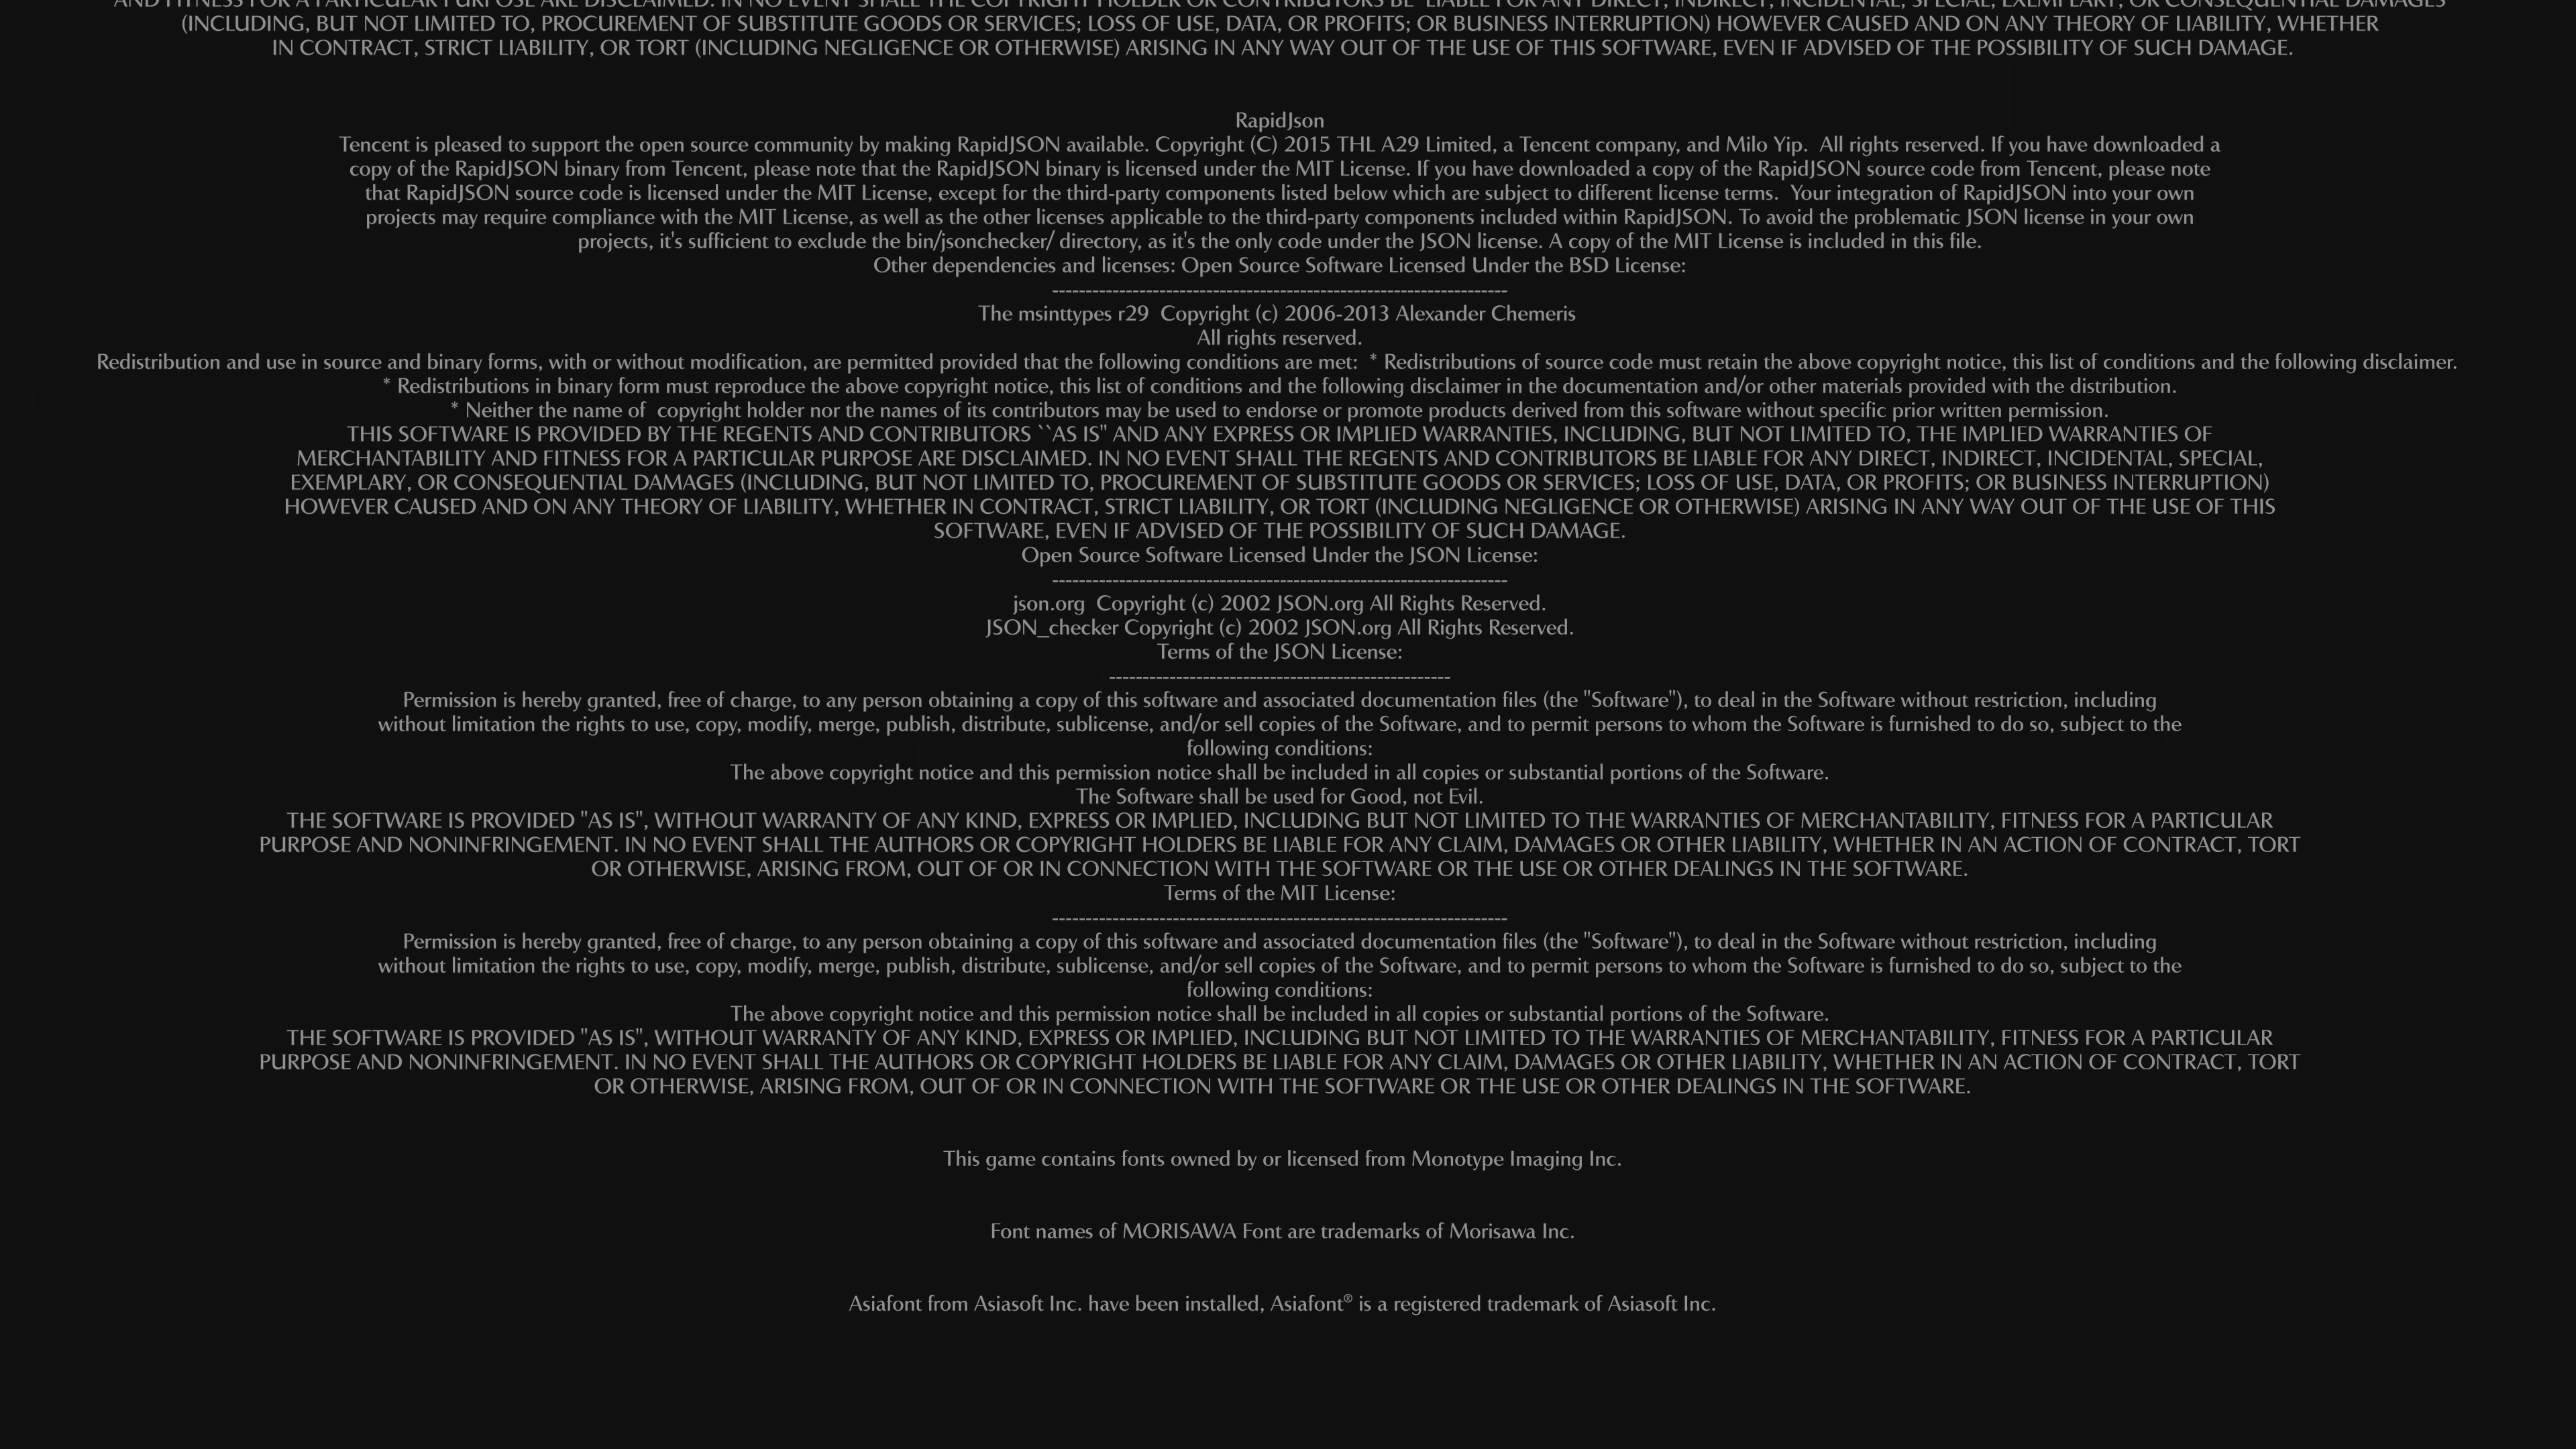 AND FITNESS FOR A PARTICULAR PURPOSE ARE DISCLAIMED. IN NO EVENT SHALL THE COPYRIGHT HOLDER OR CONTRIBUTORS BE LIABLE FOR ANY DIRECT, INDIRECT, INCIDENTAL, SPECIAL, EXEMPLARY, OR CONSEQUENTIAL DAMAGES
(INCLUDING, BUT NOT LIMITED TO, PROCUREMENT OF SUBSTITUTE GOODS OR SERVICES; LOSS OF USE, DATA, OR PROFITS; OR BUSINESS INTERRUPTION) HOWEVER CAUSED AND ON ANY THEORY OF LIABILITY, WHETHER
IN CONTRACT, STRICT LIABILITY, OR TORT (INCLUDING NEGLIGENCE OR OTHERWISE) ARISING IN ANY WAY OUT OF THE USE OF THIS SOFTWARE, EVEN IF ADVISED OF THE POSSIBILITY OF SUCH DAMAGE.
RapidJson
Tencent is pleased to support the open source community by making RapidJSON available. Copyright (C) 2015 THL A29 Limited, a Tencent company, and Milo Yip.  All rights reserved. If you have downloaded a
copy of the RapidJSON binary from Tencent, please note that the RapidJSON binary is licensed under the MIT License. If you have downloaded a copy of the RapidJSON source code from Tencent, please note
that RapidJSON source code is licensed under the MIT License, except for the third-party components listed below which are subject to different license terms.  Your integration of RapidJSON into your own
projects may require compliance with the MIT License, as well as the other licenses applicable to the third-party components included within RapidJSON. To avoid the problematic JSON license in your own
projects, it's sufficient to exclude the bin/jsonchecker/ directory, as it's the only code under the JSON license. A copy of the MIT License is included in this file.
Other dependencies and licenses: Open Source Software Licensed Under the BSD License:
--------------------------------------------------------------------
The msinttypes r29  Copyright (c) 2006-2013 Alexander Chemeris
All rights reserved.
Redistribution and use in source and binary forms, with or without modification, are permitted provided that the following conditions are met:  * Redistributions of source code must retain the above copyright notice, this list of conditions and the following disclaimer.
* Redistributions in binary form must reproduce the above copyright notice, this list of conditions and the following disclaimer in the documentation and/or other materials provided with the distribution.
* Neither the name of  copyright holder nor the names of its contributors may be used to endorse or promote products derived from this software without specific prior written permission.
THIS SOFTWARE IS PROVIDED BY THE REGENTS AND CONTRIBUTORS ``AS IS" AND ANY EXPRESS OR IMPLIED WARRANTIES, INCLUDING, BUT NOT LIMITED TO, THE IMPLIED WARRANTIES OF
MERCHANTABILITY AND FITNESS FOR A PARTICULAR PURPOSE ARE DISCLAIMED. IN NO EVENT SHALL THE REGENTS AND CONTRIBUTORS BE LIABLE FOR ANY DIRECT, INDIRECT, INCIDENTAL, SPECIAL,
EXEMPLARY, OR CONSEQUENTIAL DAMAGES (INCLUDING, BUT NOT LIMITED TO, PROCUREMENT OF SUBSTITUTE GOODS OR SERVICES; LOSS OF USE, DATA, OR PROFITS; OR BUSINESS INTERRUPTION)
HOWEVER CAUSED AND ON ANY THEORY OF LIABILITY, WHETHER IN CONTRACT, STRICT LIABILITY, OR TORT (INCLUDING NEGLIGENCE OR OTHERWISE) ARISING IN ANY WAY OUT OF THE USE OF THIS
SOFTWARE, EVEN IF ADVISED OF THE POSSIBILITY OF SUCH DAMAGE.
Open Source Software Licensed Under the JSON License:
--------------------------------------------------------------------
json.org  Copyright (c) 2002 JSON.org All Rights Reserved.
JSON_checker Copyright (c) 2002 JSON.org All Rights Reserved.
Terms of the JSON License:
---------------------------------------------------
Permission is hereby granted, free of charge, to any person obtaining a copy of this software and associated documentation files (the "Software"), to deal in the Software without restriction, including
without limitation the rights to use, copy, modify, merge, publish, distribute, sublicense, and/or sell copies of the Software, and to permit persons to whom the Software is furnished to do so, subject to the
following conditions:
The above copyright notice and this permission notice shall be included in all copies or substantial portions of the Software.
The Software shall be used for Good, not Evil.
THE SOFTWARE IS PROVIDED "AS IS", WITHOUT WARRANTY OF ANY KIND, EXPRESS OR IMPLIED, INCLUDING BUT NOT LIMITED TO THE WARRANTIES OF MERCHANTABILITY, FITNESS FOR A PARTICULAR
PURPOSE AND NONINFRINGEMENT. IN NO EVENT SHALL THE AUTHORS OR COPYRIGHT HOLDERS BE LIABLE FOR ANY CLAIM, DAMAGES OR OTHER LIABILITY, WHETHER IN AN ACTION OF CONTRACT, TORT
OR OTHERWISE, ARISING FROM, OUT OF OR IN CONNECTION WITH THE SOFTWARE OR THE USE OR OTHER DEALINGS IN THE SOFTWARE.
Terms of the MIT License:
--------------------------------------------------------------------
Permission is hereby granted, free of charge, to any person obtaining a copy of this software and associated documentation files (the "Software"), to deal in the Software without restriction, including
without limitation the rights to use, copy, modify, merge, publish, distribute, sublicense, and/or sell copies of the Software, and to permit persons to whom the Software is furnished to do so, subject to the
following conditions:
The above copyright notice and this permission notice shall be included in all copies or substantial portions of the Software.
THE SOFTWARE IS PROVIDED "AS IS", WITHOUT WARRANTY OF ANY KIND, EXPRESS OR IMPLIED, INCLUDING BUT NOT LIMITED TO THE WARRANTIES OF MERCHANTABILITY, FITNESS FOR A PARTICULAR
PURPOSE AND NONINFRINGEMENT. IN NO EVENT SHALL THE AUTHORS OR COPYRIGHT HOLDERS BE LIABLE FOR ANY CLAIM, DAMAGES OR OTHER LIABILITY, WHETHER IN AN ACTION OF CONTRACT, TORT
OR OTHERWISE, ARISING FROM, OUT OF OR IN CONNECTION WITH THE SOFTWARE OR THE USE OR OTHER DEALINGS IN THE SOFTWARE.
This game contains fonts owned by or licensed from Monotype Imaging Inc.
Font names of MORISAWA Font are trademarks of Morisawa Inc.
Asiafont from Asiasoft Inc. have been installed, Asiafont® is a registered trademark of Asiasoft Inc.